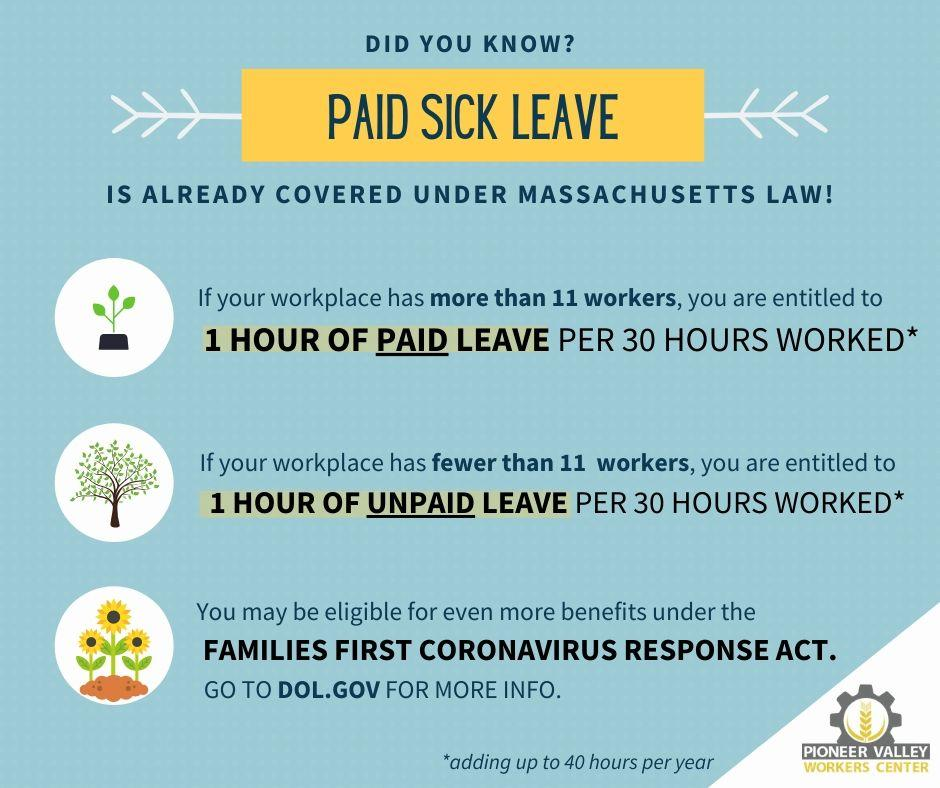 DID YOU KNOW?
PAID SICK LEAVE
IS ALREADY COVERED UNDER MASSACHUSETTS LAW!
If your workplace has more than 11 workers, you are entitled to
1 HOUR OF PAID LEAVE PER 30 HOURS WORKED*
If your workplace has fewer than 11 workers, you are entitled to
1 HOUR OF UNPAID LEAVE PER 30 HOURS WORKED*
You may be eligible for even more benefits under the
FAMILIES FIRST CORONAVIRUS RESPONSE ACT.
GO TO DOL.GOV FOR MORE INFO.
*adding up to 40 hours per year
PIONEER VALLEY
WORKERS CENTER